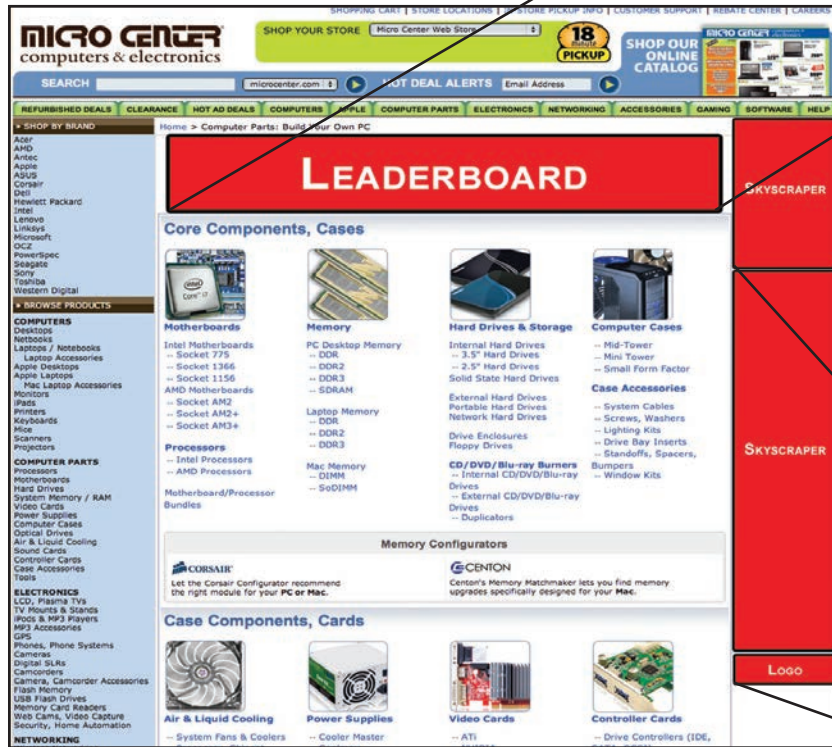 SHOPPING CART | STORE LOCATIONS | IN-STORE PICKUP INFO | CUSTOMER SUPPORT | REBATE CENTER | CAREERS
MICRO CENTER
computers & electronics
SHOP YOUR STORE
Micro Center Web Store
18
minute
PICKUP
SHOP OUR
ONLINE
CATALOG
MICRO CENTER
SEARCH
microcenter.com
HOT DEAL ALERTS
Email Address
REFURBISHED DEALS CLEARANCE HOT AD DEALS COMPUTERS APPLE COMPUTER PARTS ELECTRONICS NETWORKING ACCESSORIES GAMING SOFTWARE HELP
SHOP BY BRAND
Acer
AMD
Antec
Apple
ASUS
Corsair
Dell
Hewlett Packard
Intel
Lenovo
Linksys
Microsoft
OCZ
PowerSpec
Seagate
Sony
Toshiba
Western Digital
BROWSE PRODUCTS
COMPUTERS
Desktops
Netbooks
Laptops / Notebooks
Laptop Accessories
Apple Desktops
Apple Laptops
Mac Laptop Accessories
Monitors
iPads
Printers
Keyboards
Mice
Scanners
Projectors
COMPUTER PARTS
Processors
Motherboards
Hard Drives
System Memory / RAM
Video Cards
Power Supplies
Computer Cases
Optical Drives
Air & Liquid Cooling
Sound Cards
Controller Cards
Case Accessories
Tools
ELECTRONICS
LCD, Plasma TVs
TV Mounts & Stands
iPods & MP3 Players
MP3 Accessories
GPS
Phones, Phone Systems
Cameras
Digital SLRs
Camcorders
Camera, Camcorder Accessories
Flash Memory
USB Flash Drives
Memory Card Readers
Web Cams, Video Capture
Security, Home Automation
NETWORKING
Home > Computer Parts: Build Your Own PC
LEADERBOARD
Core Components, Cases
intel
Core i7
Motherboards
Intel Motherboards
-- Socket 775
-- Socket 1366
-- Socket 1156
AMD Motherboards
-- Socket AM2
-- Socket AM2+
-- Socket AM3+
Processors
-- Intel Processors
-- AMD Processors
Motherboard/Processor
Bundles
Memory
PC Desktop Memory
-- DDR
-- DDR2
-- DDR3
-- SDRAM
Laptop Memory
-- DDR
-- DDR2
-- DDR3
Mac Memory
-- DIMM
-- SoDIMM
Hard Drives & Storage
Internal Hard Drives
-- 3.5" Hard Drives
-- 2.5" Hard Drives
Solid State Hard Drives
External Hard Drives
Portable Hard Drives
Network Hard Drives
Drive Enclosures
Floppy Drives
CD/DVD/Blu-ray Burners
-- Internal CD/DVD/Blu-ray
Drives
-- External CD/DVD/Blu-ray
Drives
-- Duplicators
Computer Cases
-- Mid-Tower
-- Mini Tower
-- Small Form Factor
Case Accessories
-- System Cables
-- Screws, Washers
-- Lighting Kits
-- Drive Bay Inserts
-- Standoffs, Spacers,
Bumpers
-- Window Kits
Memory Configurators
CORSAIR
Let the Corsair Configurator recommend
the right module for your PC or Mac.
CENTON
Centon's Memory Matchmaker lets you find memory
upgrades specifically designed for your Mac.
Case Components, Cards
Air & Liquid Cooling
-- System Fans & Coolers
Power Supplies
-- Cooler Master
Video Cards
-- ATi
Controller Cards
-- Drive Controllers (IDE,
SKYSCRAPER
SKYSCRAPER
LOGO